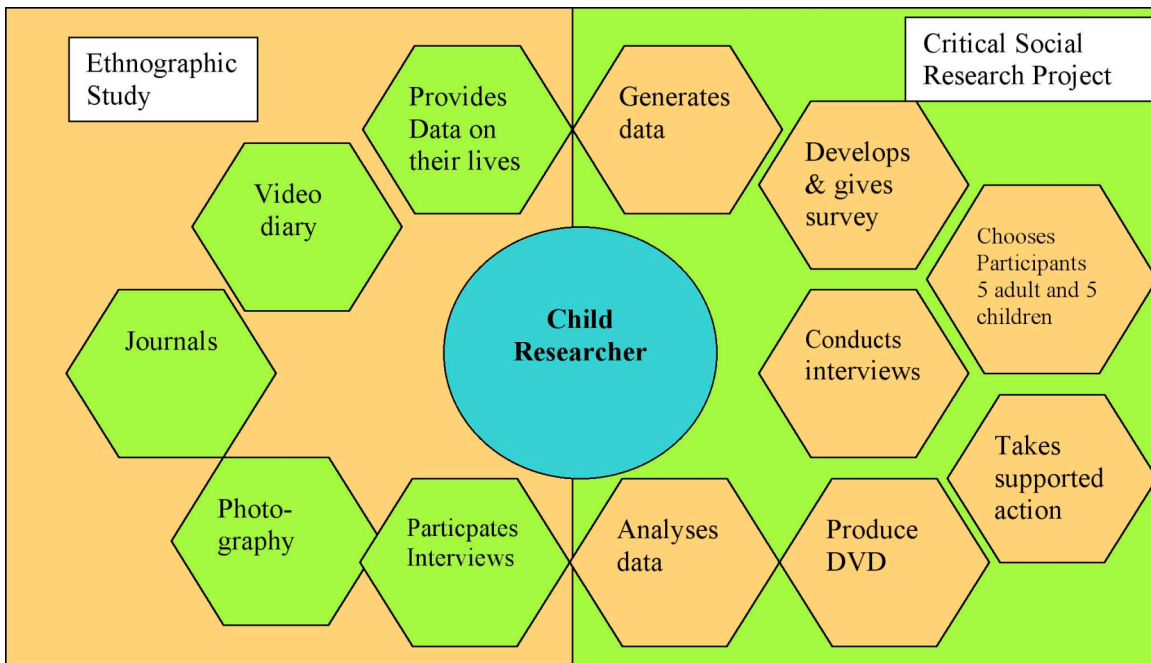 Ethnographic
Study
Critical Social
Research Project
Provides
Data on
their lives
Generates
data
Video
diary
Develops
& gives
survey
Chooses
Participants
5 adult and 5
children
Journals
Child
Researcher
Conducts
interviews
Photo-
graphy
Particpates
Interviews
Analyses
data
Produce
DVD
Takes
supported
action